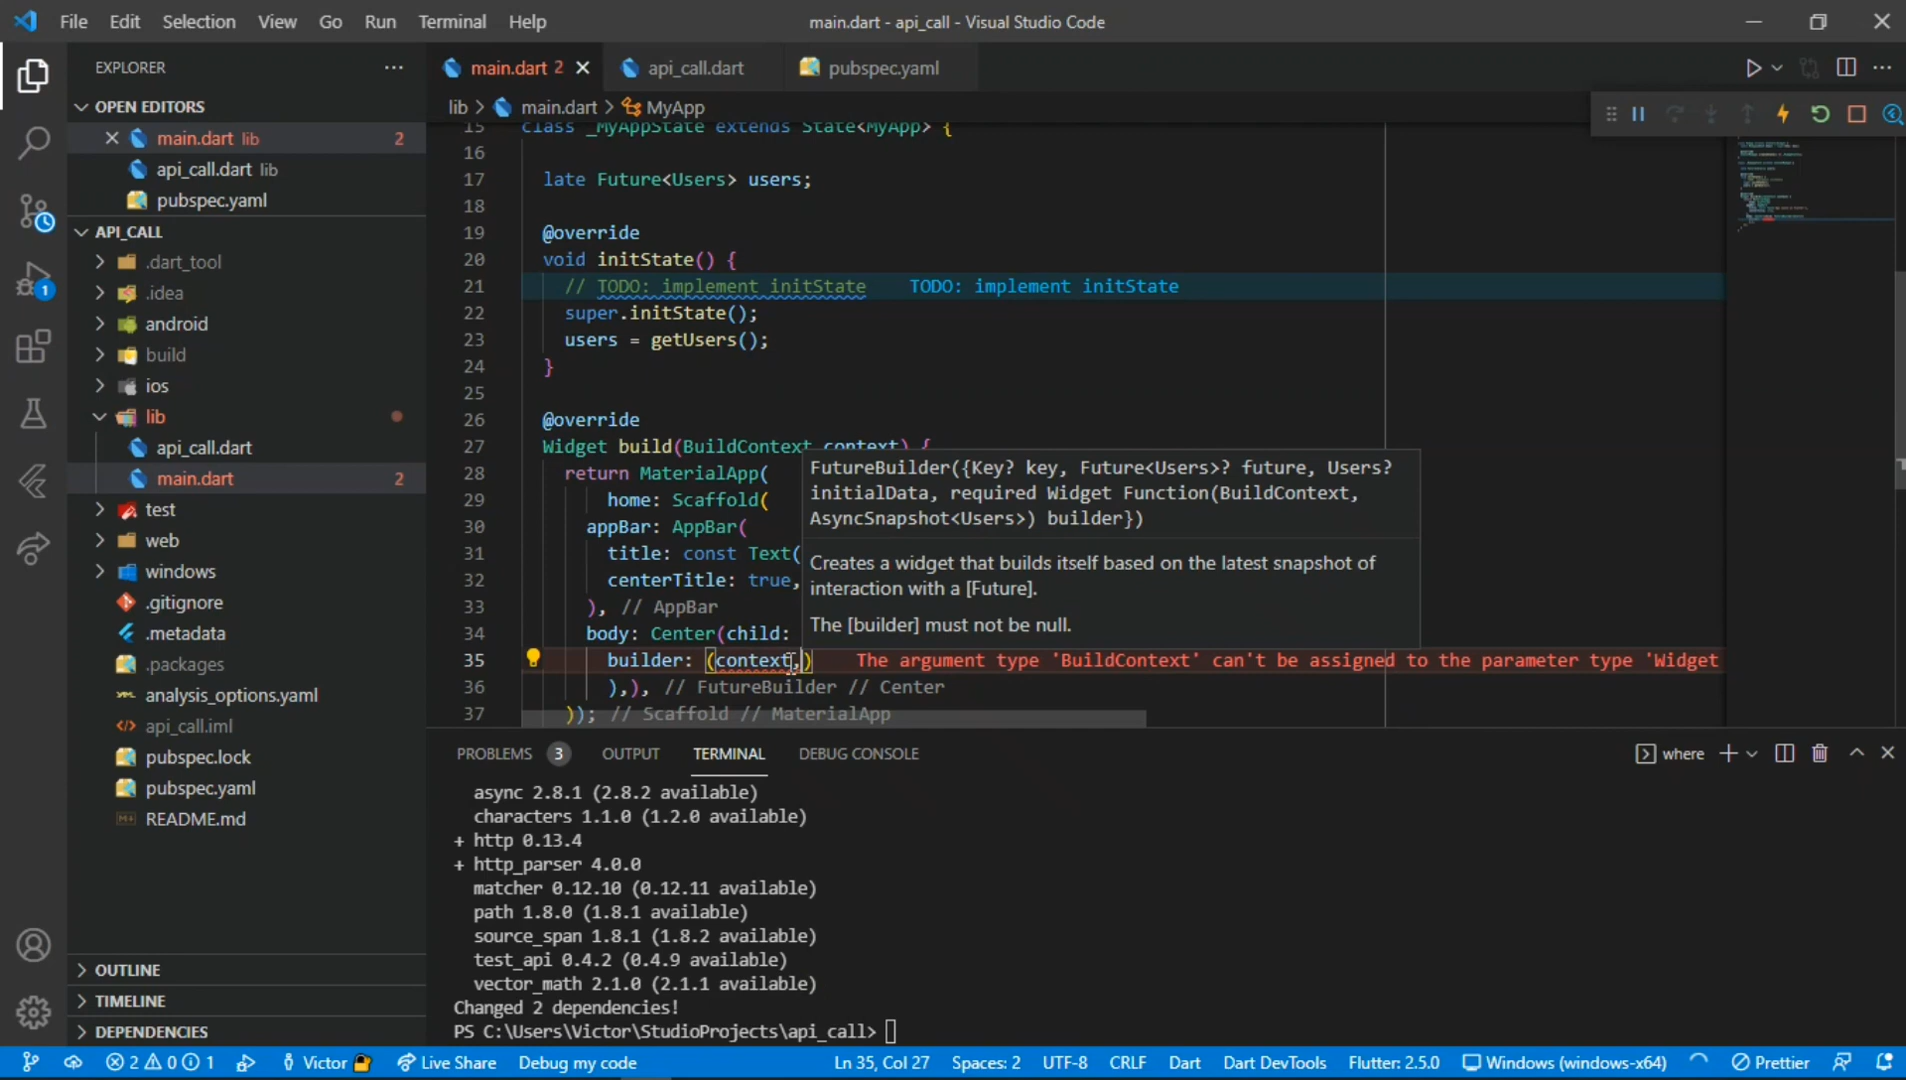 File Edit Selection View Go Run Terminal Help
main.dart - api_call - Visual Studio Code
EXPLORER
OPEN EDITORS
main.dart lib 2
api_call.dart lib
pubspec.yaml
API_CALL
.dart_tool
.idea
android
build
ios
lib
api_call.dart
main.dart 2
test
web
windows
.gitignore
.metadata
.packages
analysis_options.yaml
api_call.iml
pubspec.lock
pubspec.yaml
README.md
OUTLINE
TIMELINE
DEPENDENCIES
1
main.dart 2 api_call.dart pubspec.yaml
lib > main.dart > MyApp
15 class _MyAppState extends State<MyApp> {
16
17 late Future<Users> users;
18
19 @override
20 void initState() {
21 // TODO: implement initState TODO: implement initState
22 super.initState();
23 users = getUsers();
24 }
25
26 @override
27 Widget build(BuildContext context) {
28 return MaterialApp(
29 home: Scaffold(
30 appBar: AppBar(
31 title: const Text(
32 centerTitle: true,
33 ), // AppBar
34 body: Center(child:
35 builder: (context,) The argument type 'BuildContext' can't be assigned to the parameter type 'Widget
36 ),), // FutureBuilder // Center
37 )); // Scaffold // MaterialApp
FutureBuilder({Key? key, Future<Users>? future, Users?
initialData, required Widget Function(BuildContext,
AsyncSnapshot<Users>) builder})
Creates a widget that builds itself based on the latest snapshot of
interaction with a [Future].
The [builder] must not be null.
PROBLEMS 3 OUTPUT TERMINAL DEBUG CONSOLE
where
async 2.8.1 (2.8.2 available)
characters 1.1.0 (1.2.0 available)
+ http 0.13.4
+ http_parser 4.0.0
matcher 0.12.10 (0.12.11 available)
path 1.8.0 (1.8.1 available)
source_span 1.8.1 (1.8.2 available)
test_api 0.4.2 (0.4.9 available)
vector_math 2.1.0 (2.1.1 available)
Changed 2 dependencies!
PS C:\Users\Victor\StudioProjects\api_call>
2 0 1 Victor Live Share Debug my code Ln 35, Col 27 Spaces: 2 UTF-8 CRLF Dart Dart DevTools Flutter: 2.5.0 Windows (windows-x64) Prettier